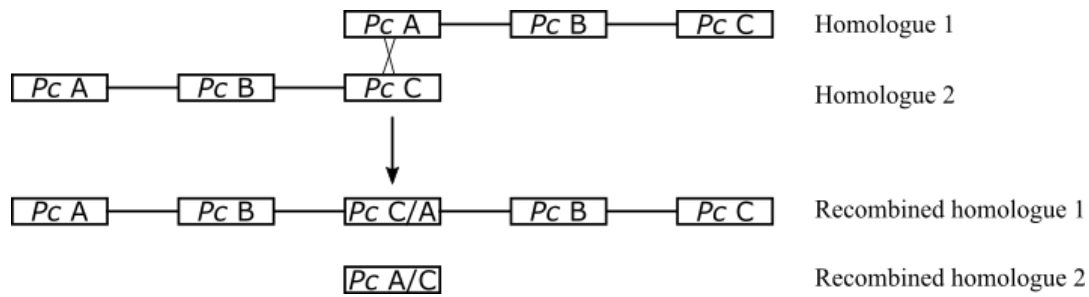 Pc A Pc B Pc C Homologue 1
Pc A Pc B Pc C Homologue 2
Pc A Pc B Pc C/A Pc B Pc C Recombined homologue 1
Pc A/C Recombined homologue 2